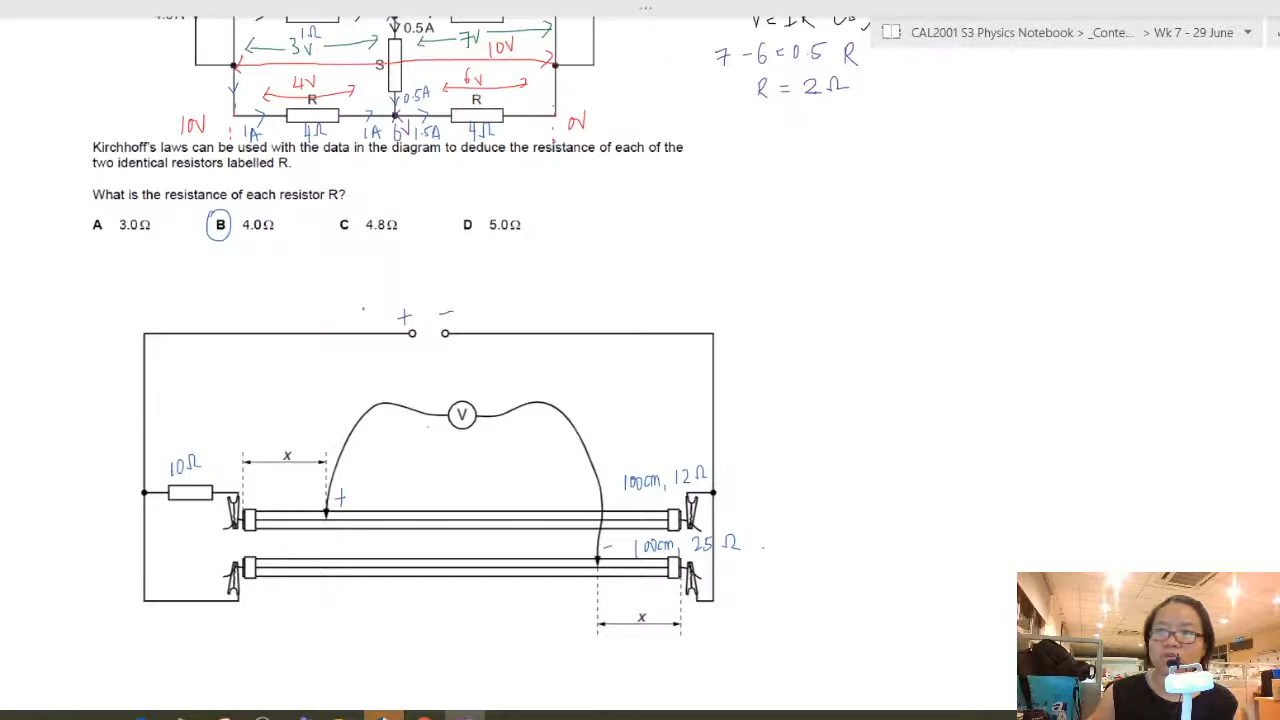 0.5A
V = IR
CAL2001 S3 Physics Notebook > _Conte... > Wk 7 - 29 June
1Ω
3V
7V
10V
7 - 6 = 0.5 R
S
4V
6V
R = 2Ω
R
0.5A
R
10V
0V
1A
4Ω
1A
6V
1.5A
4Ω
Kirchhoff's laws can be used with the data in the diagram to deduce the resistance of each of the
two identical resistors labelled R.
What is the resistance of each resistor R?
A 3.0Ω B 4.0Ω C 4.8Ω D 5.0Ω
+ −
V
x
10Ω
100cm, 12Ω
+
− 100cm, 25Ω
x